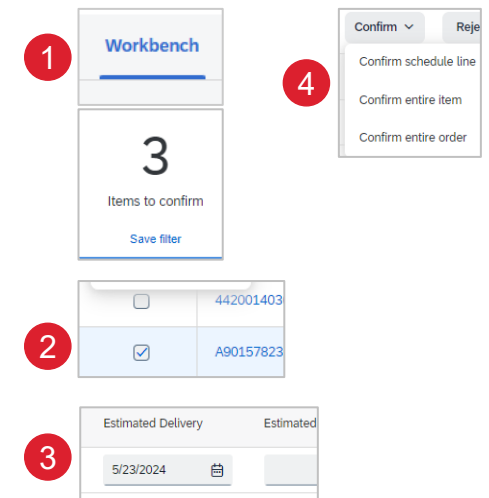 1
Workbench
3
Items to confirm
Save filter
2
442001403
A90157823
3
Estimated Delivery Estimated
5/23/2024
4
Confirm Reje
Confirm schedule line
Confirm entire item
Confirm entire order